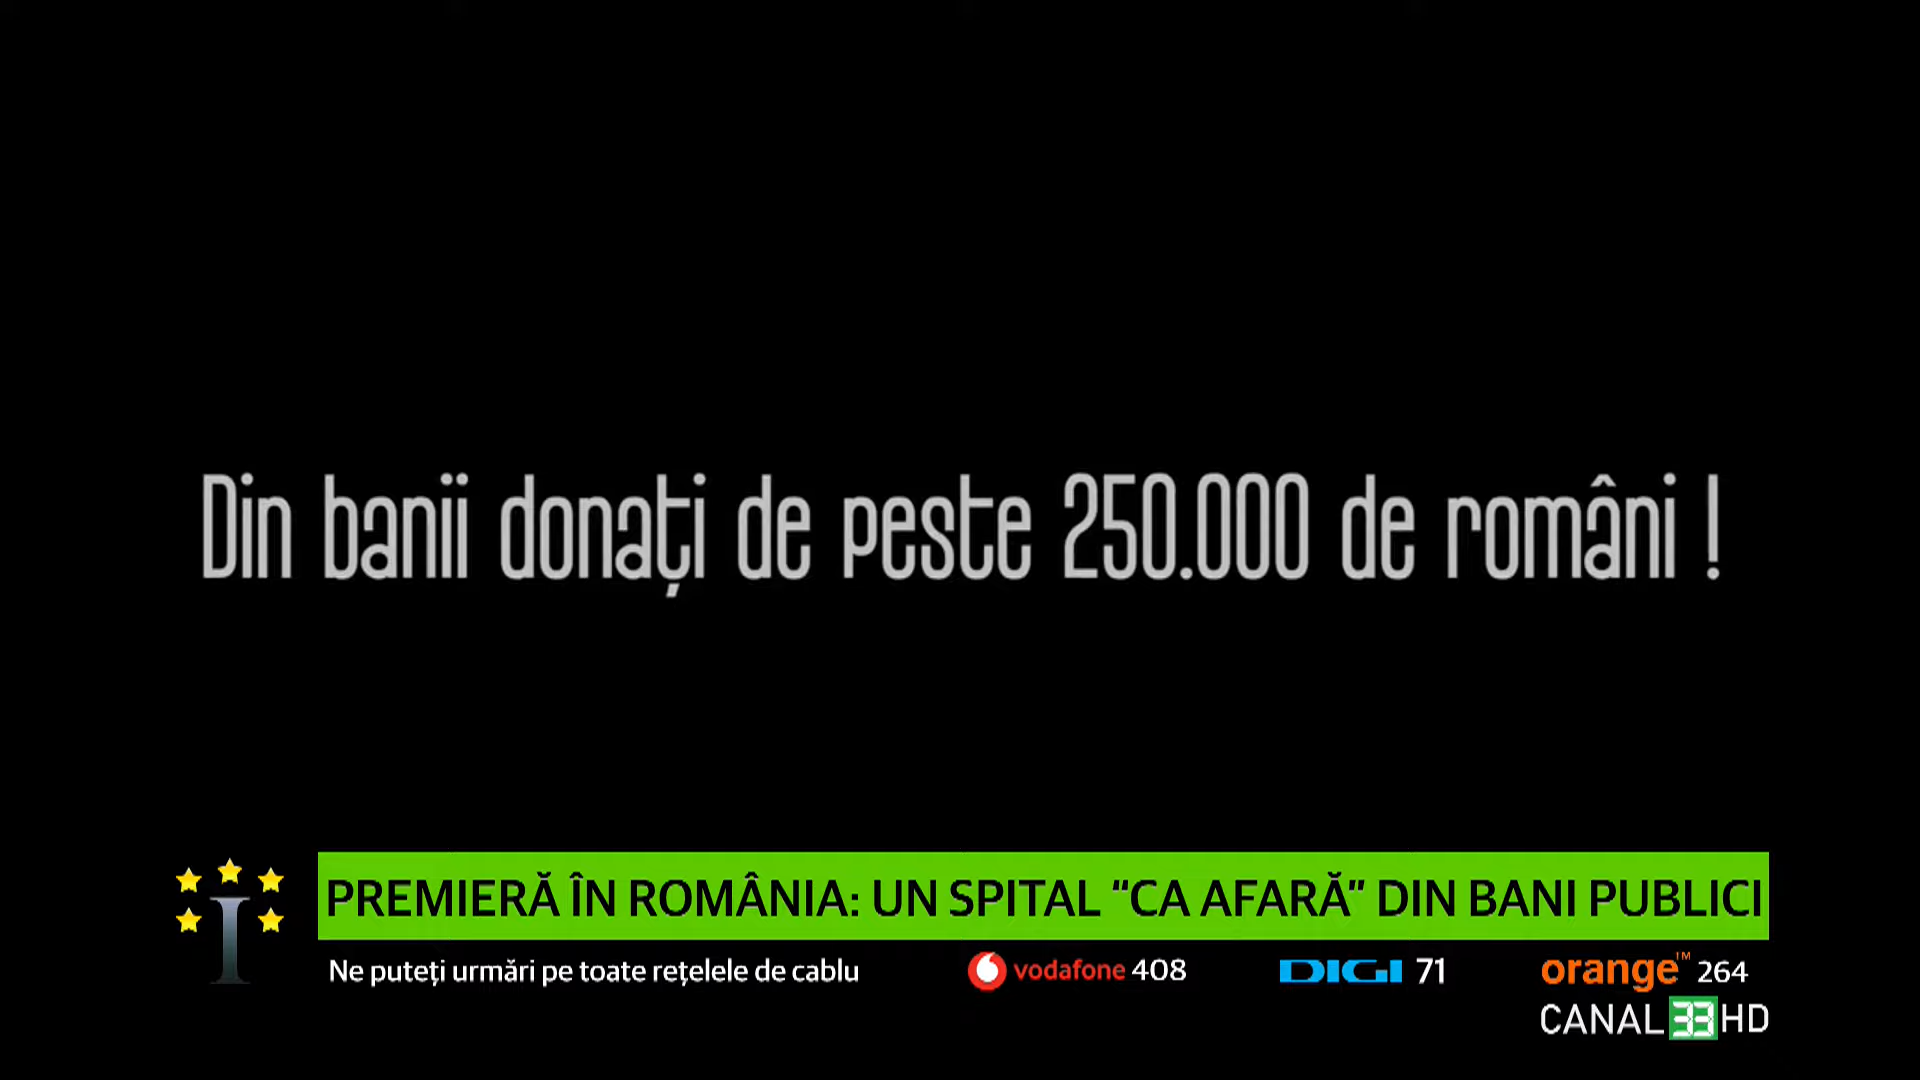 Din banii donați de peste 250.000 de români !
PREMIERĂ ÎN ROMÂNIA: UN SPITAL “CA AFARĂ” DIN BANI PUBLICI
Ne puteți urmări pe toate rețelele de cablu vodafone 408 DIGI 71 orange™ 264
I
CANAL 33 HD